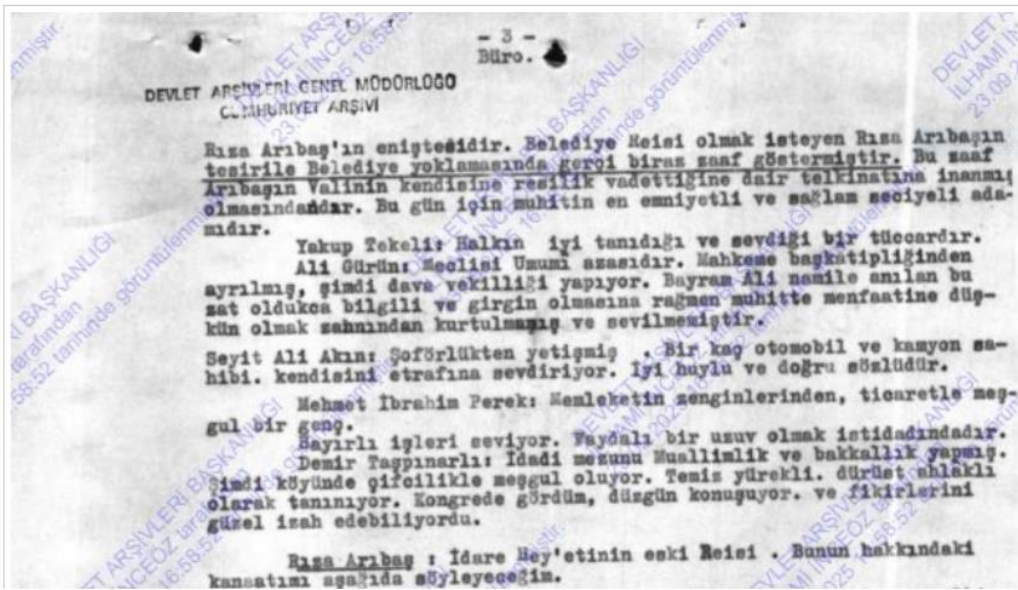 - 3 -
Büro.
DEVLET ARŞİVLERİ GENEL MÜDÜRLÜĞÜ
CUMHURİYET ARŞİVİ
Rıza Arıbaş'ın eniştesidir. Belediye Reisi olmak isteyen Rıza Arıbaşın
tesirile Belediye yoklamasında gerçi biraz zaaf göstermiştir. Bu zaaf
Arıbaşın Valinin kendisine resilik vadettiğine dair telkinatına inanmış
olmasındandır. Bu gün için muhitin en emniyetli ve sağlam seciyeli ada-
mıdır.
Yakup Tekeli: Halkın iyi tanıdığı ve sevdiği bir tüccardır.
Ali Gürün: Meclisi Umumi azasıdır. Mahkeme başkatipliğinden
ayrılmış, şimdi dava vekilliği yapıyor. Bayram Ali namile anılan bu
zat oldukca bilgili ve girgin olmasına rağmen muhitte menfaatine düş-
kün olmak zahnından kurtulmamış ve sevilmemiştir.
Seyit Ali Akın: Şoförlükten yetişmiş . Bir kaç otomobil ve kamyon sa-
hibi. kendisini etrafına sevdiriyor. İyi huylu ve doğru sözlüdür.
Mehmet İbrahim Perek: Memleketin zenginlerinden, ticaretle meş-
gul bir genç.
Hayırlı işleri seviyor. Faydalı bir uzuv olmak istidadındadır.
Demir Taşpınarlı: İdadi mezunu Muallimlik ve bakkallık yapmış.
Şimdi köyünde çifcilikle meşgul oluyor. Temiz yürekli. dürüst ahlaklı
olarak tanınıyor. Kongrede gördüm, düzgün konuşuyor. ve fikirlerini
güzel izah edebiliyordu.
Rıza Arıbaş : İdare Hey'etinin eski Reisi . Bunun hakkındaki
kanaatımı aşağıda söyleyeceğim.